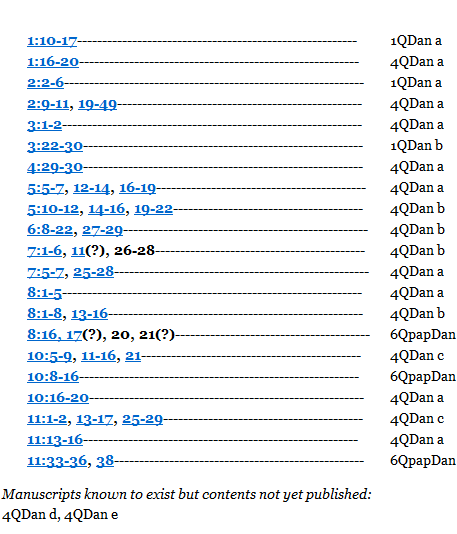 1:10-17------------------------------------------------------- 1QDan a
1:16-20------------------------------------------------------- 4QDan a
2:2-6----------------------------------------------------------- 1QDan a
2:9-11, 19-49------------------------------------------------ 4QDan a
3:1-2----------------------------------------------------------- 4QDan a
3:22-30------------------------------------------------------- 1QDan b
4:29-30------------------------------------------------------- 4QDan a
5:5-7, 12-14, 16-19----------------------------------------- 4QDan a
5:10-12, 14-16, 19-22------------------------------------- 4QDan b
6:8-22, 27-29------------------------------------------------ 4QDan b
7:1-6, 11(?), 26-28----------------------------------------- 4QDan b
7:5-7, 25-28-------------------------------------------------- 4QDan a
8:1-5----------------------------------------------------------- 4QDan a
8:1-8, 13-16-------------------------------------------------- 4QDan b
8:16, 17(?), 20, 21(?)-------------------------------------- 6QpapDan
10:5-9, 11-16, 21------------------------------------------- 4QDan c
10:8-16------------------------------------------------------- 6QpapDan
10:16-20------------------------------------------------------ 4QDan a
11:1-2, 13-17, 25-29--------------------------------------- 4QDan c
11:13-16------------------------------------------------------ 4QDan a
11:33-36, 38------------------------------------------------- 6QpapDan
Manuscripts known to exist but contents not yet published:
4QDan d, 4QDan e